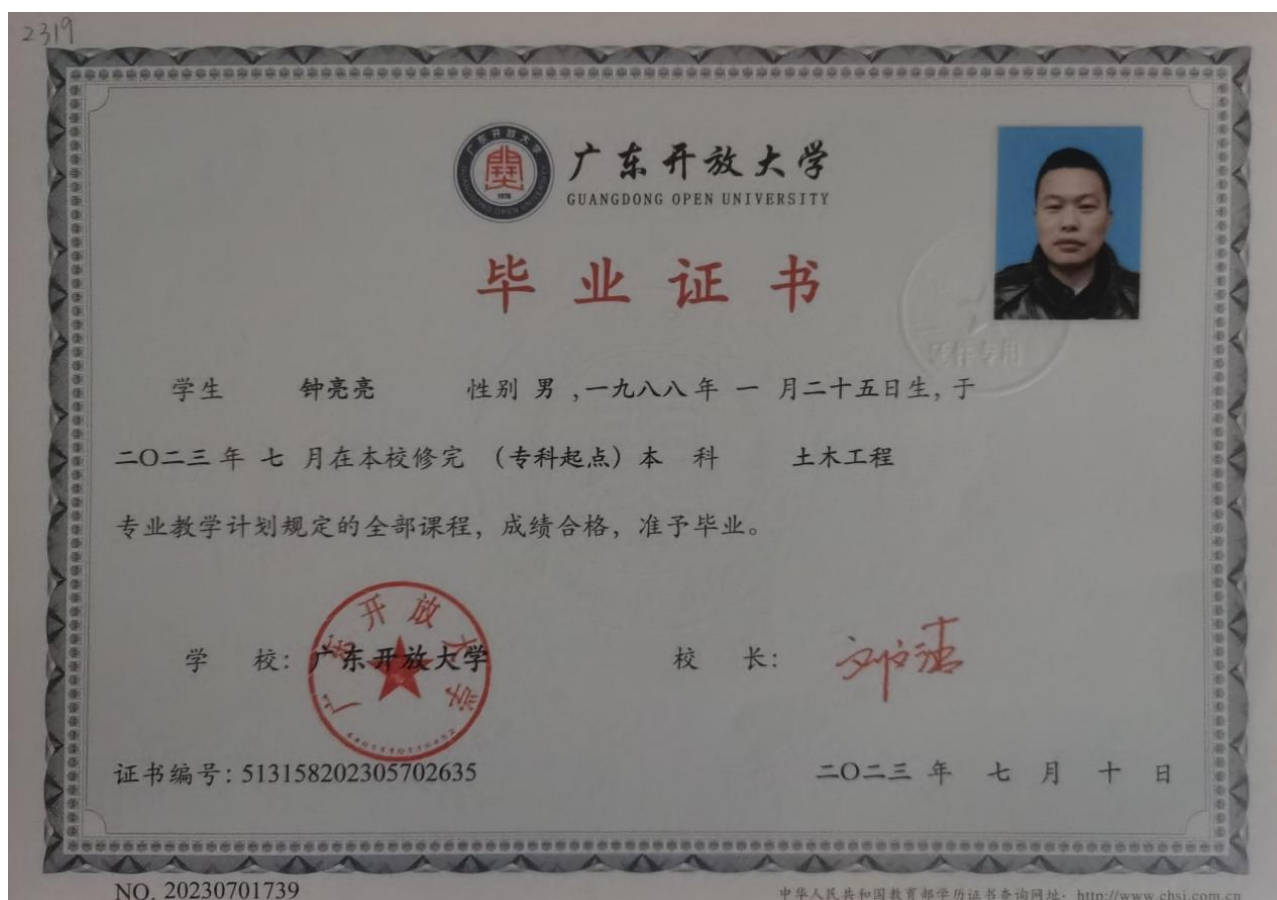 2319
广东开放大学
GUANGDONG OPEN UNIVERSITY
毕业证书
学生 钟亮亮 性别 男 ,一九八八年 一 月二十五日生, 于
二〇二三 年 七 月在本校修完 （专科起点）本 科 土木工程
专业教学计划规定的全部课程，成绩合格，准予毕业。
学 校: 广东开放大学 校 长:
证书编号: 513158202305702635 二〇二三 年 七 月 十 日
NO. 20230701739 中华人民共和国教育部学历证书查询网址: http://www.chsi.com.cn